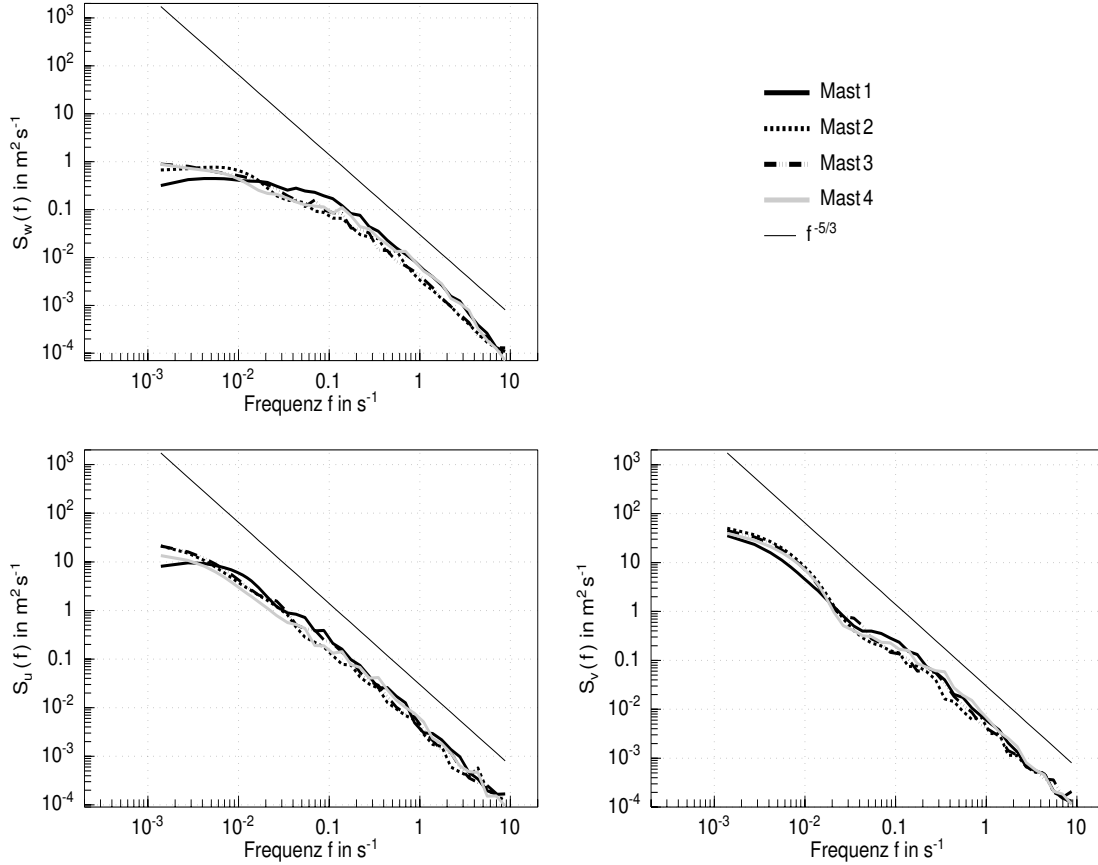 10³
10²
10
1
0.1
10⁻²
10⁻³
10⁻⁴
S_w (f) in m² s⁻¹
10⁻³ 10⁻² 0.1 1 10
Frequenz f in s⁻¹
Mast 1
Mast 2
Mast 3
Mast 4
f⁻⁵/³
10³
10²
10
1
0.1
10⁻²
10⁻³
10⁻⁴
S_u (f) in m² s⁻¹
10⁻³ 10⁻² 0.1 1 10
Frequenz f in s⁻¹
10³
10²
10
1
0.1
10⁻²
10⁻³
10⁻⁴
S_v (f) in m² s⁻¹
10⁻³ 10⁻² 0.1 1 10
Frequenz f in s⁻¹